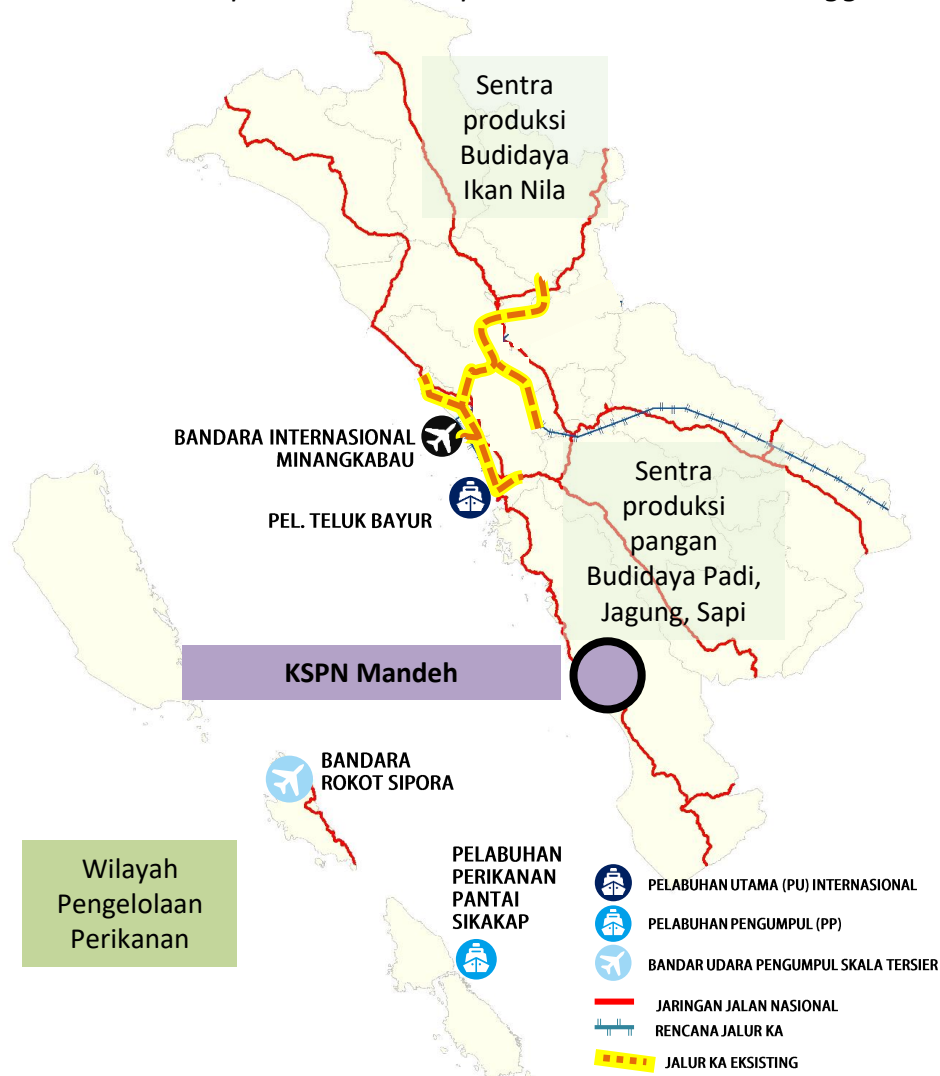 Sentra
produksi
Budidaya
Ikan Nila
BANDARA INTERNASIONAL
MINANGKABAU
PEL. TELUK BAYUR
Sentra
produksi
pangan
Budidaya Padi,
Jagung, Sapi
KSPN Mandeh
BANDARA
ROKOT SIPORA
Wilayah
Pengelolaan
Perikanan
PELABUHAN
PERIKANAN
PANTAI
SIKAKAP
PELABUHAN UTAMA (PU) INTERNASIONAL
PELABUHAN PENGUMPUL (PP)
BANDAR UDARA PENGUMPUL SKALA TERSIER
JARINGAN JALAN NASIONAL
RENCANA JALUR KA
JALUR KA EKSISTING